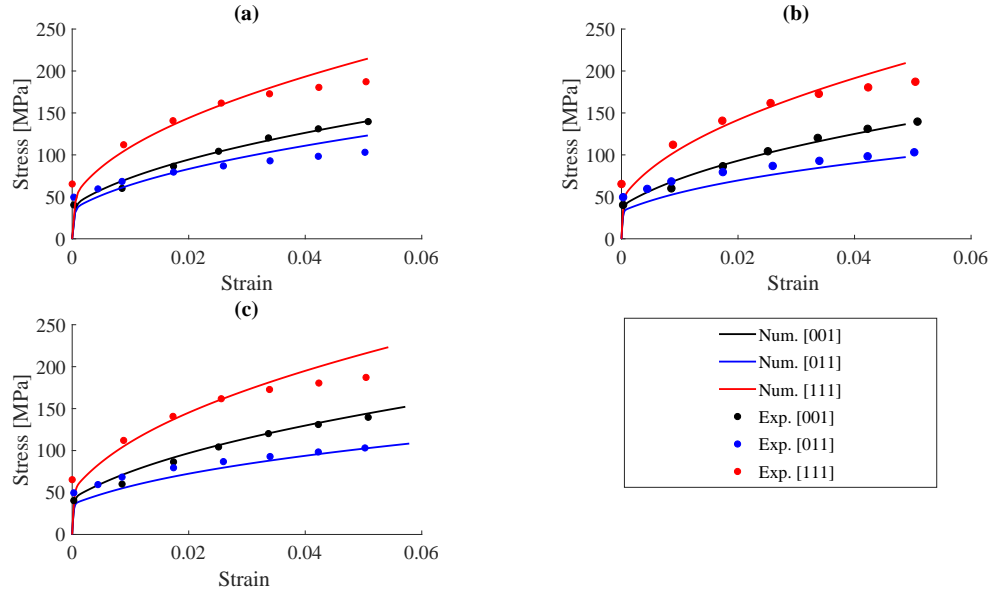 (a)
250
200
150
100
50
0
Stress [MPa]
0
0.02
0.04
0.06
Strain
(b)
250
200
150
100
50
0
Stress [MPa]
0
0.02
0.04
0.06
Strain
(c)
250
200
150
100
50
0
Stress [MPa]
0
0.02
0.04
0.06
Strain
Num. [001]
Num. [011]
Num. [111]
Exp. [001]
Exp. [011]
Exp. [111]